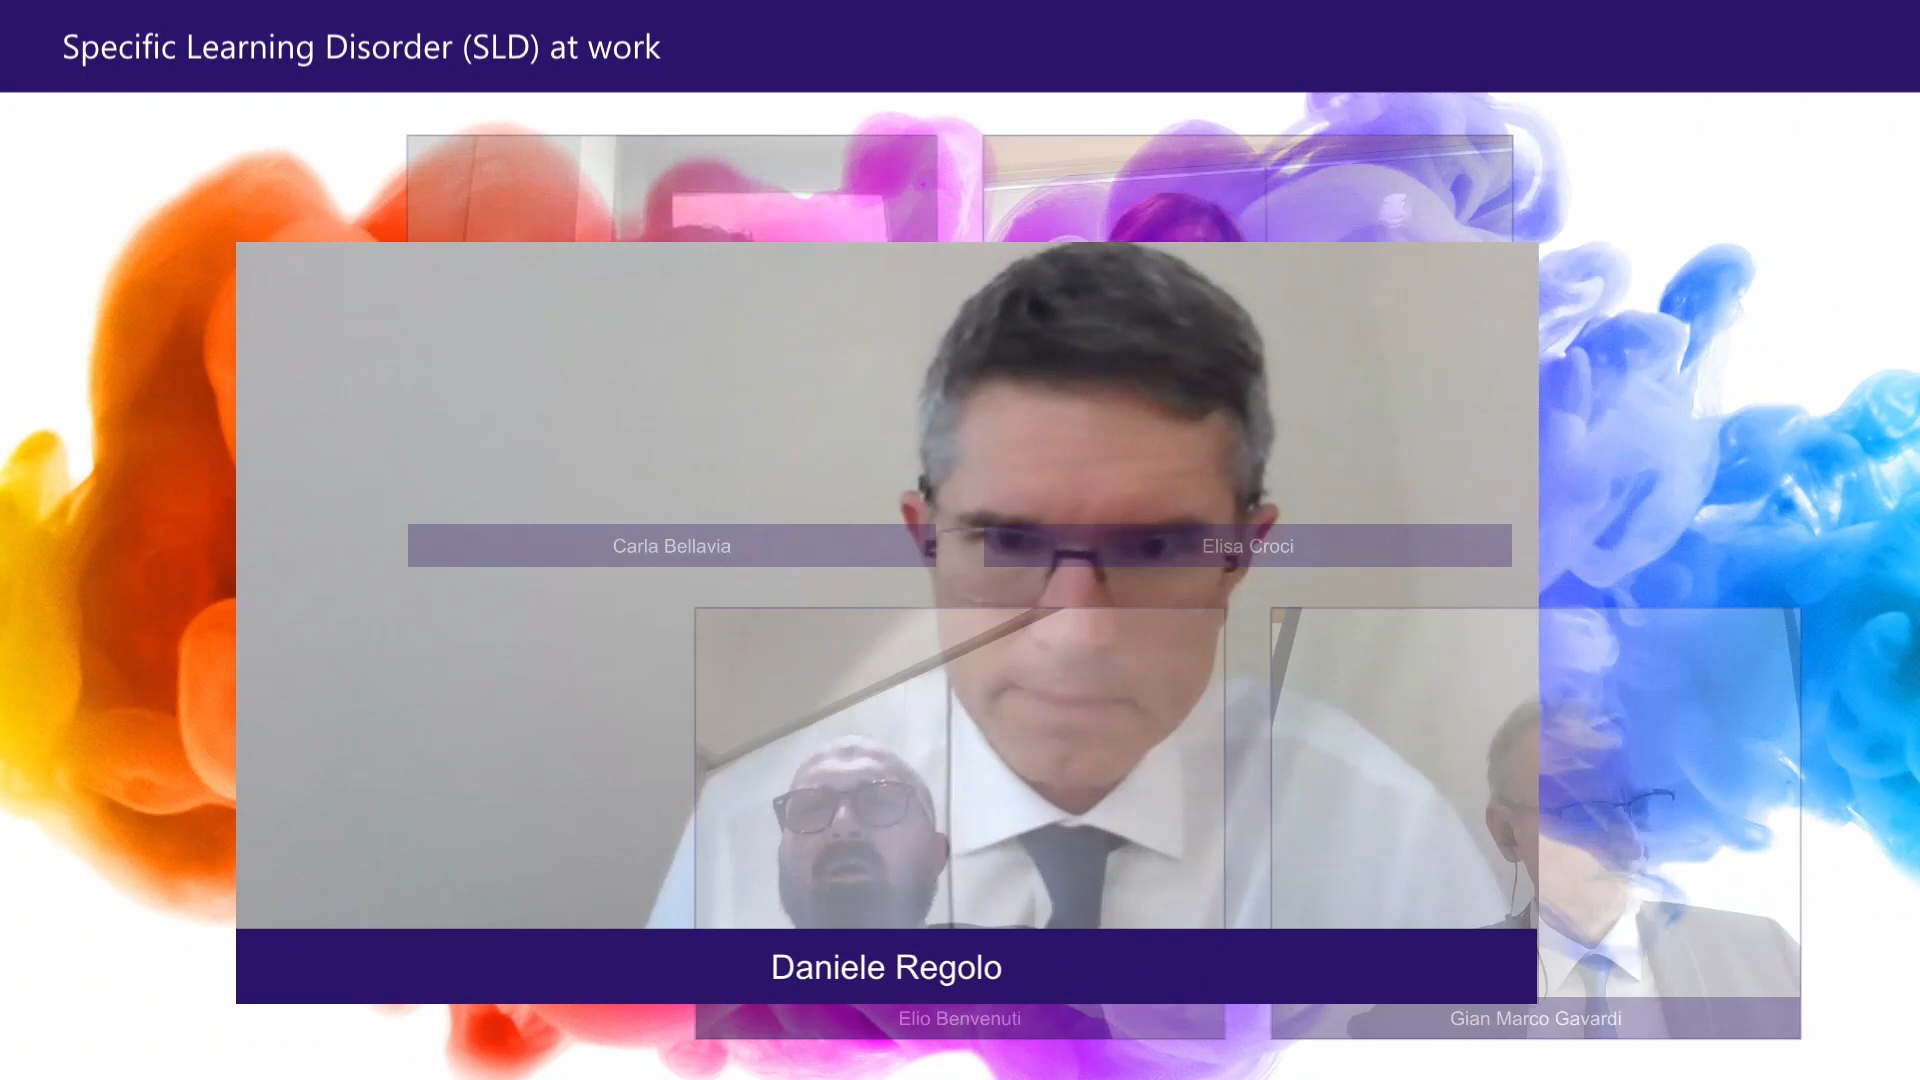 Specific Learning Disorder (SLD) at work
Carla Bellavia
Elisa Croci
Daniele Regolo
Elio Benvenuti
Gian Marco Gavardi